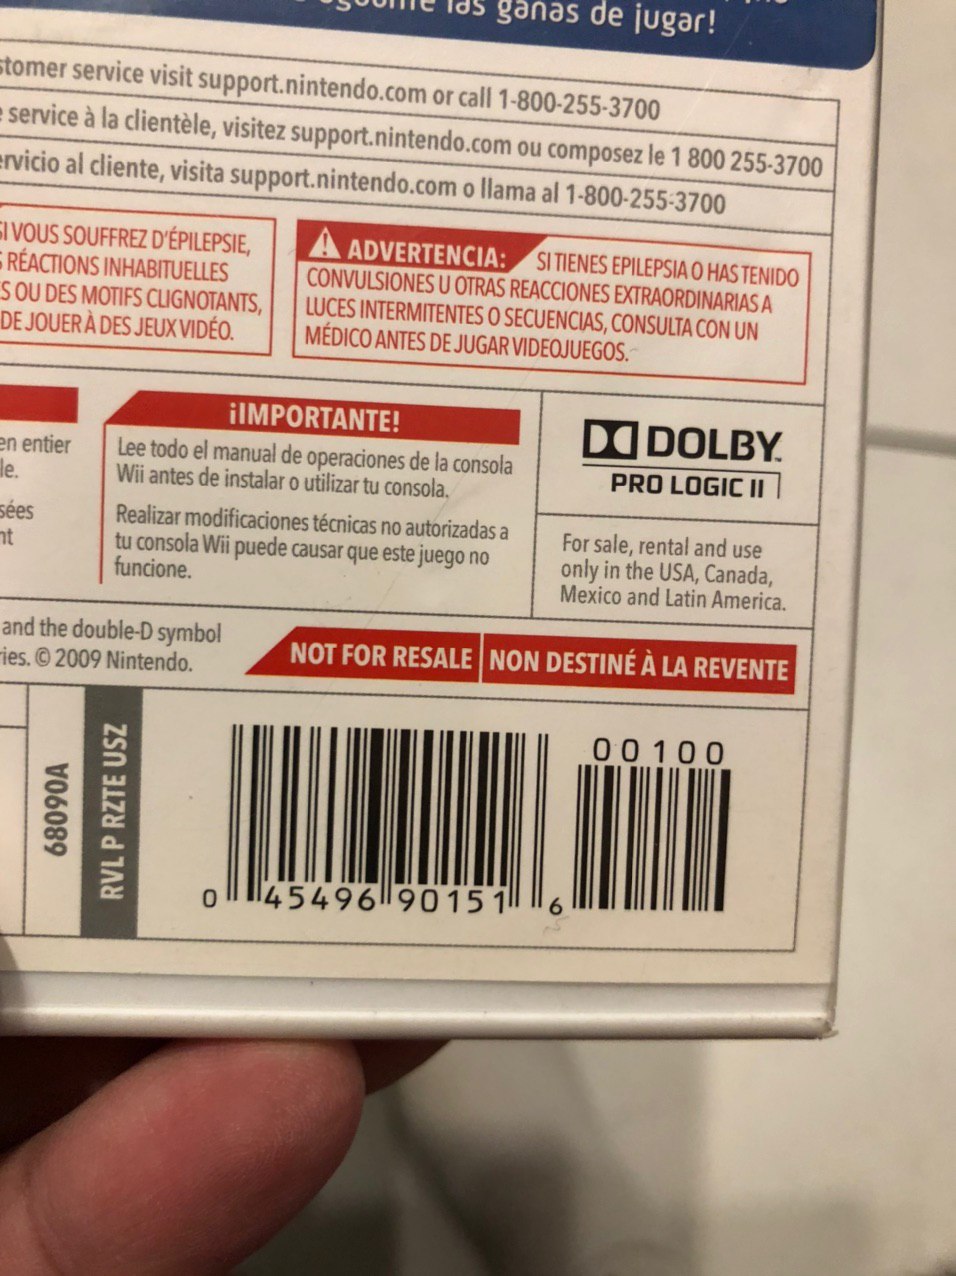 las ganas de jugar!
stomer service visit support.nintendo.com or call 1-800-255-3700
service à la clientèle, visitez support.nintendo.com ou composez le 1 800 255-3700
ervicio al cliente, visita support.nintendo.com o llama al 1-800-255-3700
SI VOUS SOUFFREZ D'ÉPILEPSIE,
RÉACTIONS INHABITUELLES
S OU DES MOTIFS CLIGNOTANTS,
DE JOUER À DES JEUX VIDÉO.
ADVERTENCIA: SI TIENES EPILEPSIA O HAS TENIDO
CONVULSIONES U OTRAS REACCIONES EXTRAORDINARIAS A
LUCES INTERMITENTES O SECUENCIAS, CONSULTA CON UN
MÉDICO ANTES DE JUGAR VIDEOJUEGOS.
en entier
le.
sées
nt
¡IMPORTANTE!
Lee todo el manual de operaciones de la consola
Wii antes de instalar o utilizar tu consola.
Realizar modificaciones técnicas no autorizadas a
tu consola Wii puede causar que este juego no
funcione.
DOLBY™
PRO LOGIC II
For sale, rental and use
only in the USA, Canada,
Mexico and Latin America.
and the double-D symbol
ries. © 2009 Nintendo.
NOT FOR RESALE NON DESTINÉ À LA REVENTE
68090A
RVL P RZTE USZ
00100
0 45496 90151 6